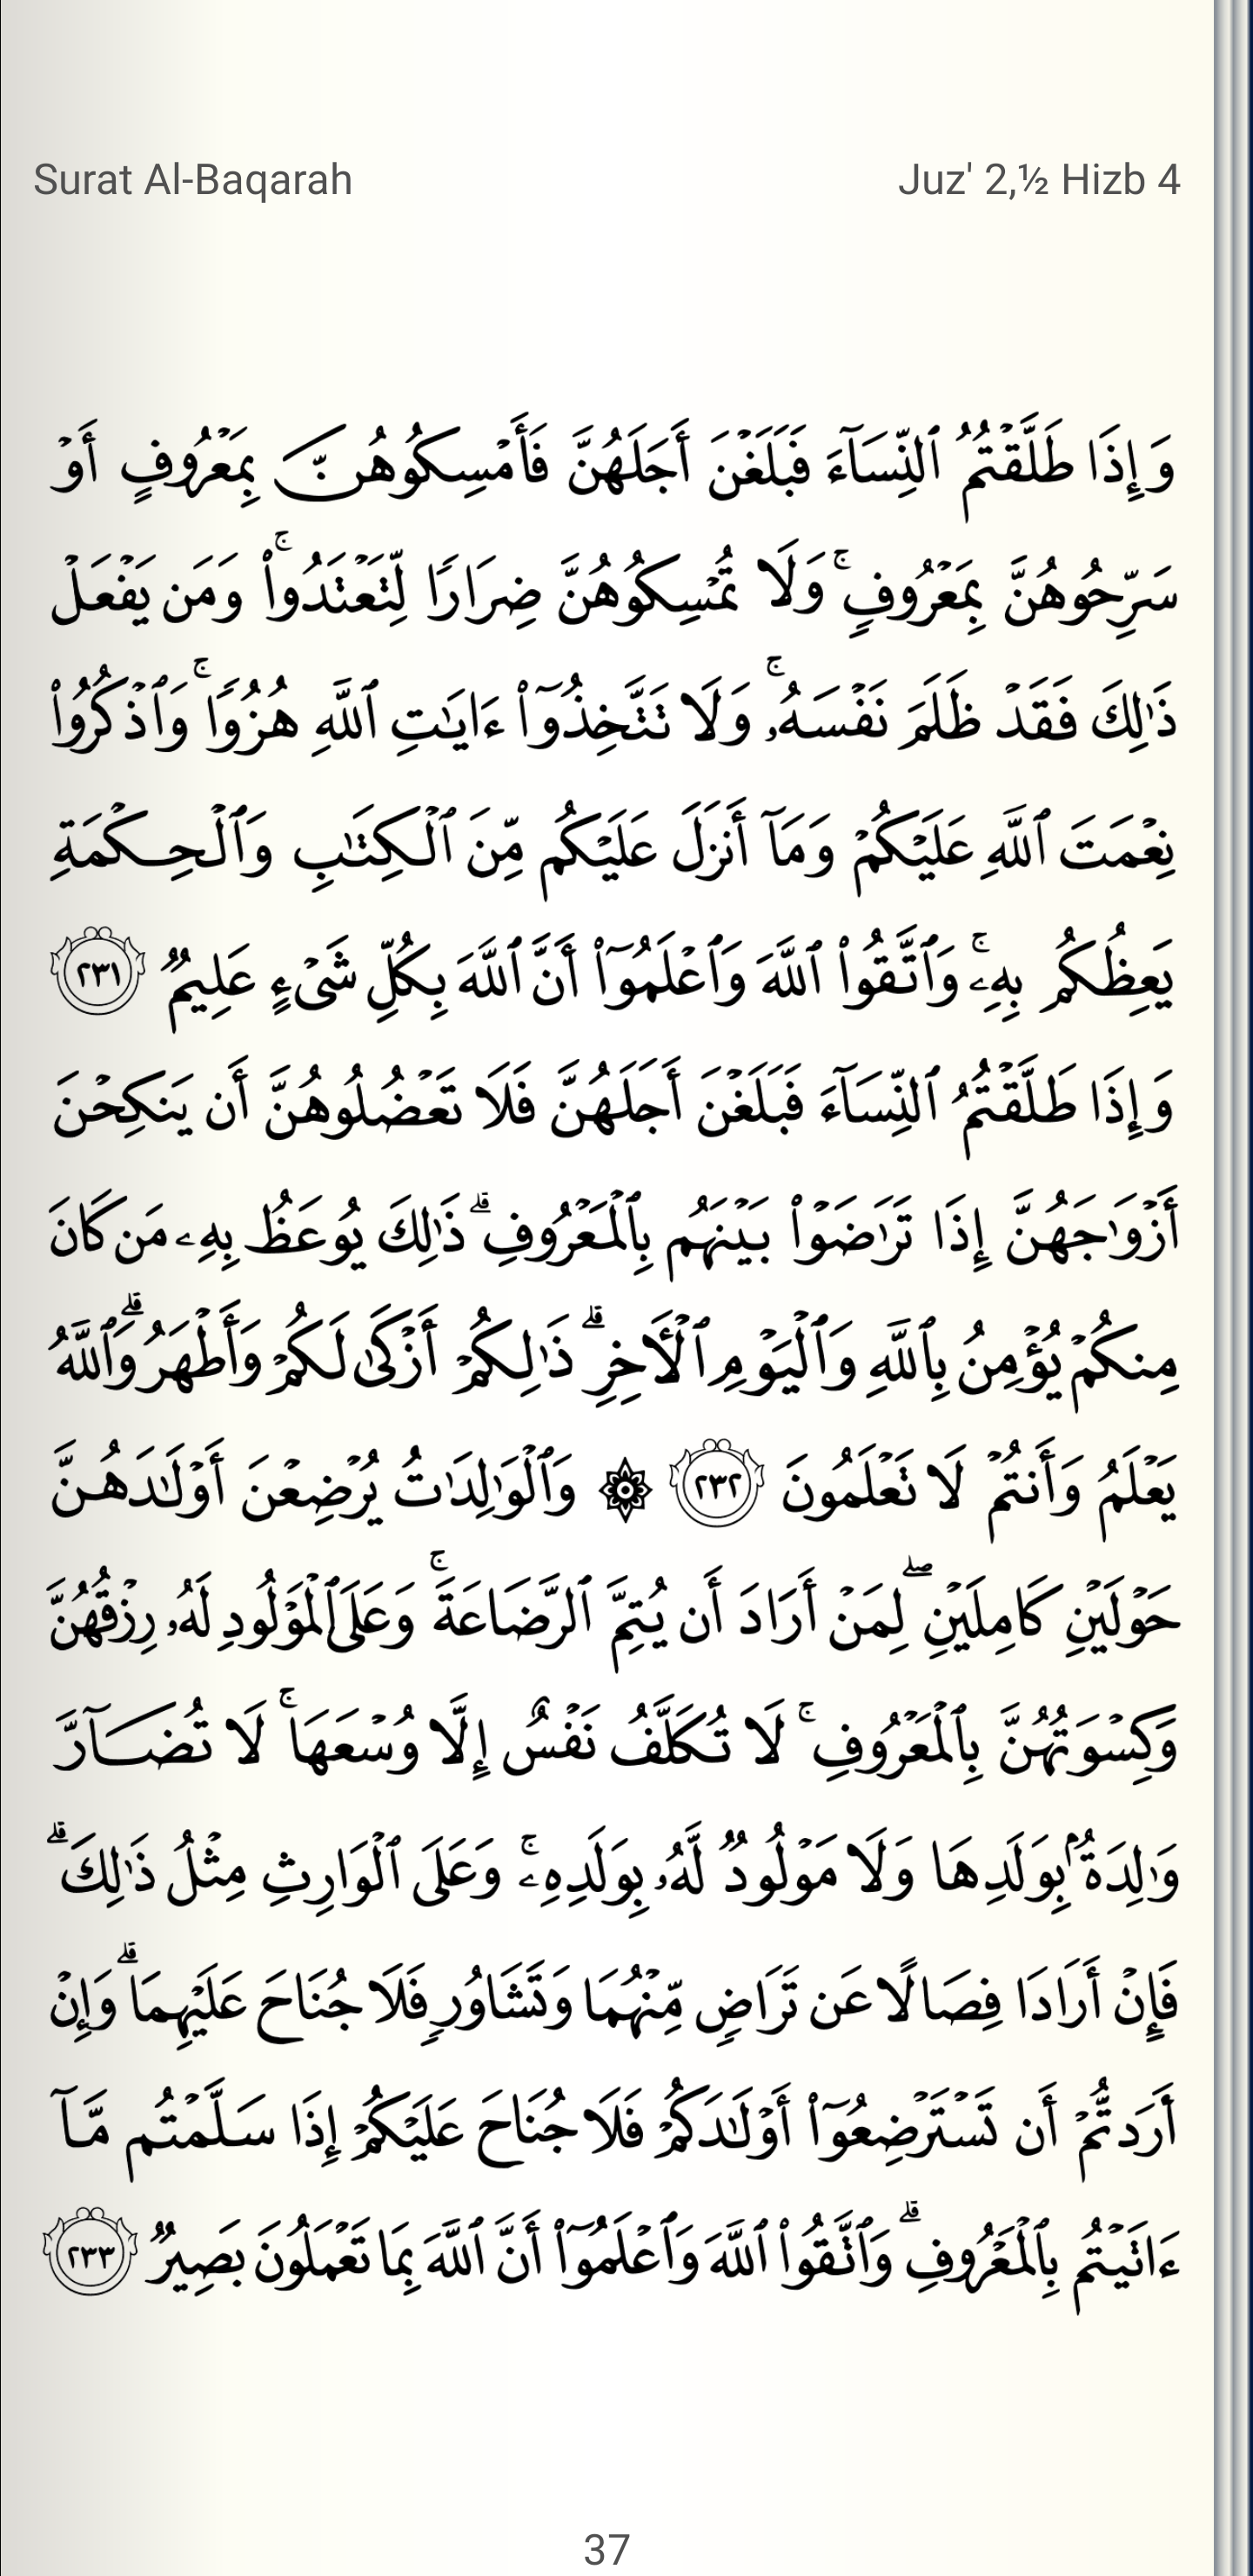 Surat Al-Baqarah
Juz' 2,½ Hizb 4
وَإِذَا طَلَّقۡتُمُ ٱلنِّسَآءَ فَبَلَغۡنَ أَجَلَهُنَّ فَأَمۡسِكُوهُنَّ بِمَعۡرُوفٍ أَوۡ
سَرِّحُوهُنَّ بِمَعۡرُوفٖۚ وَلَا تُمۡسِكُوهُنَّ ضِرَارٗا لِّتَعۡتَدُواْۚ وَمَن يَفۡعَلۡ
ذَٰلِكَ فَقَدۡ ظَلَمَ نَفۡسَهُۥۚ وَلَا تَتَّخِذُوٓاْ ءَايَٰتِ ٱللَّهِ هُزُوٗاۚ وَٱذۡكُرُواْ
نِعۡمَتَ ٱللَّهِ عَلَيۡكُمۡ وَمَآ أَنزَلَ عَلَيۡكُم مِّنَ ٱلۡكِتَٰبِ وَٱلۡحِكۡمَةِ
يَعِظُكُم بِهِۦۚ وَٱتَّقُواْ ٱللَّهَ وَٱعۡلَمُوٓاْ أَنَّ ٱللَّهَ بِكُلِّ شَيۡءٍ عَلِيمٞ ٢٣١
وَإِذَا طَلَّقۡتُمُ ٱلنِّسَآءَ فَبَلَغۡنَ أَجَلَهُنَّ فَلَا تَعۡضُلُوهُنَّ أَن يَنكِحۡنَ
أَزۡوَٰجَهُنَّ إِذَا تَرَٰضَوۡاْ بَيۡنَهُم بِٱلۡمَعۡرُوفِۗ ذَٰلِكَ يُوعَظُ بِهِۦ مَن كَانَ
مِنكُمۡ يُؤۡمِنُ بِٱللَّهِ وَٱلۡيَوۡمِ ٱلۡأٓخِرِۗ ذَٰلِكُمۡ أَزۡكَىٰ لَكُمۡ وَأَطۡهَرُۗ وَٱللَّهُ
يَعۡلَمُ وَأَنتُمۡ لَا تَعۡلَمُونَ ٢٣٢ ۞ وَٱلۡوَٰلِدَٰتُ يُرۡضِعۡنَ أَوۡلَٰدَهُنَّ
حَوۡلَيۡنِ كَامِلَيۡنِۖ لِمَنۡ أَرَادَ أَن يُتِمَّ ٱلرَّضَاعَةَۚ وَعَلَى ٱلۡمَوۡلُودِ لَهُۥ رِزۡقُهُنَّ
وَكِسۡوَتُهُنَّ بِٱلۡمَعۡرُوفِۚ لَا تُكَلَّفُ نَفۡسٌ إِلَّا وُسۡعَهَاۚ لَا تُضَآرَّ
وَٰلِدَةُۢ بِوَلَدِهَا وَلَا مَوۡلُودٞ لَّهُۥ بِوَلَدِهِۦۚ وَعَلَى ٱلۡوَارِثِ مِثۡلُ ذَٰلِكَۗ
فَإِنۡ أَرَادَا فِصَالًا عَن تَرَاضٖ مِّنۡهُمَا وَتَشَاوُرٖ فَلَا جُنَاحَ عَلَيۡهِمَاۗ وَإِنۡ
أَرَدتُّمۡ أَن تَسۡتَرۡضِعُوٓاْ أَوۡلَٰدَكُمۡ فَلَا جُنَاحَ عَلَيۡكُمۡ إِذَا سَلَّمۡتُم مَّآ
ءَاتَيۡتُم بِٱلۡمَعۡرُوفِۗ وَٱتَّقُواْ ٱللَّهَ وَٱعۡلَمُوٓاْ أَنَّ ٱللَّهَ بِمَا تَعۡمَلُونَ بَصِيرٞ ٢٣٣
37